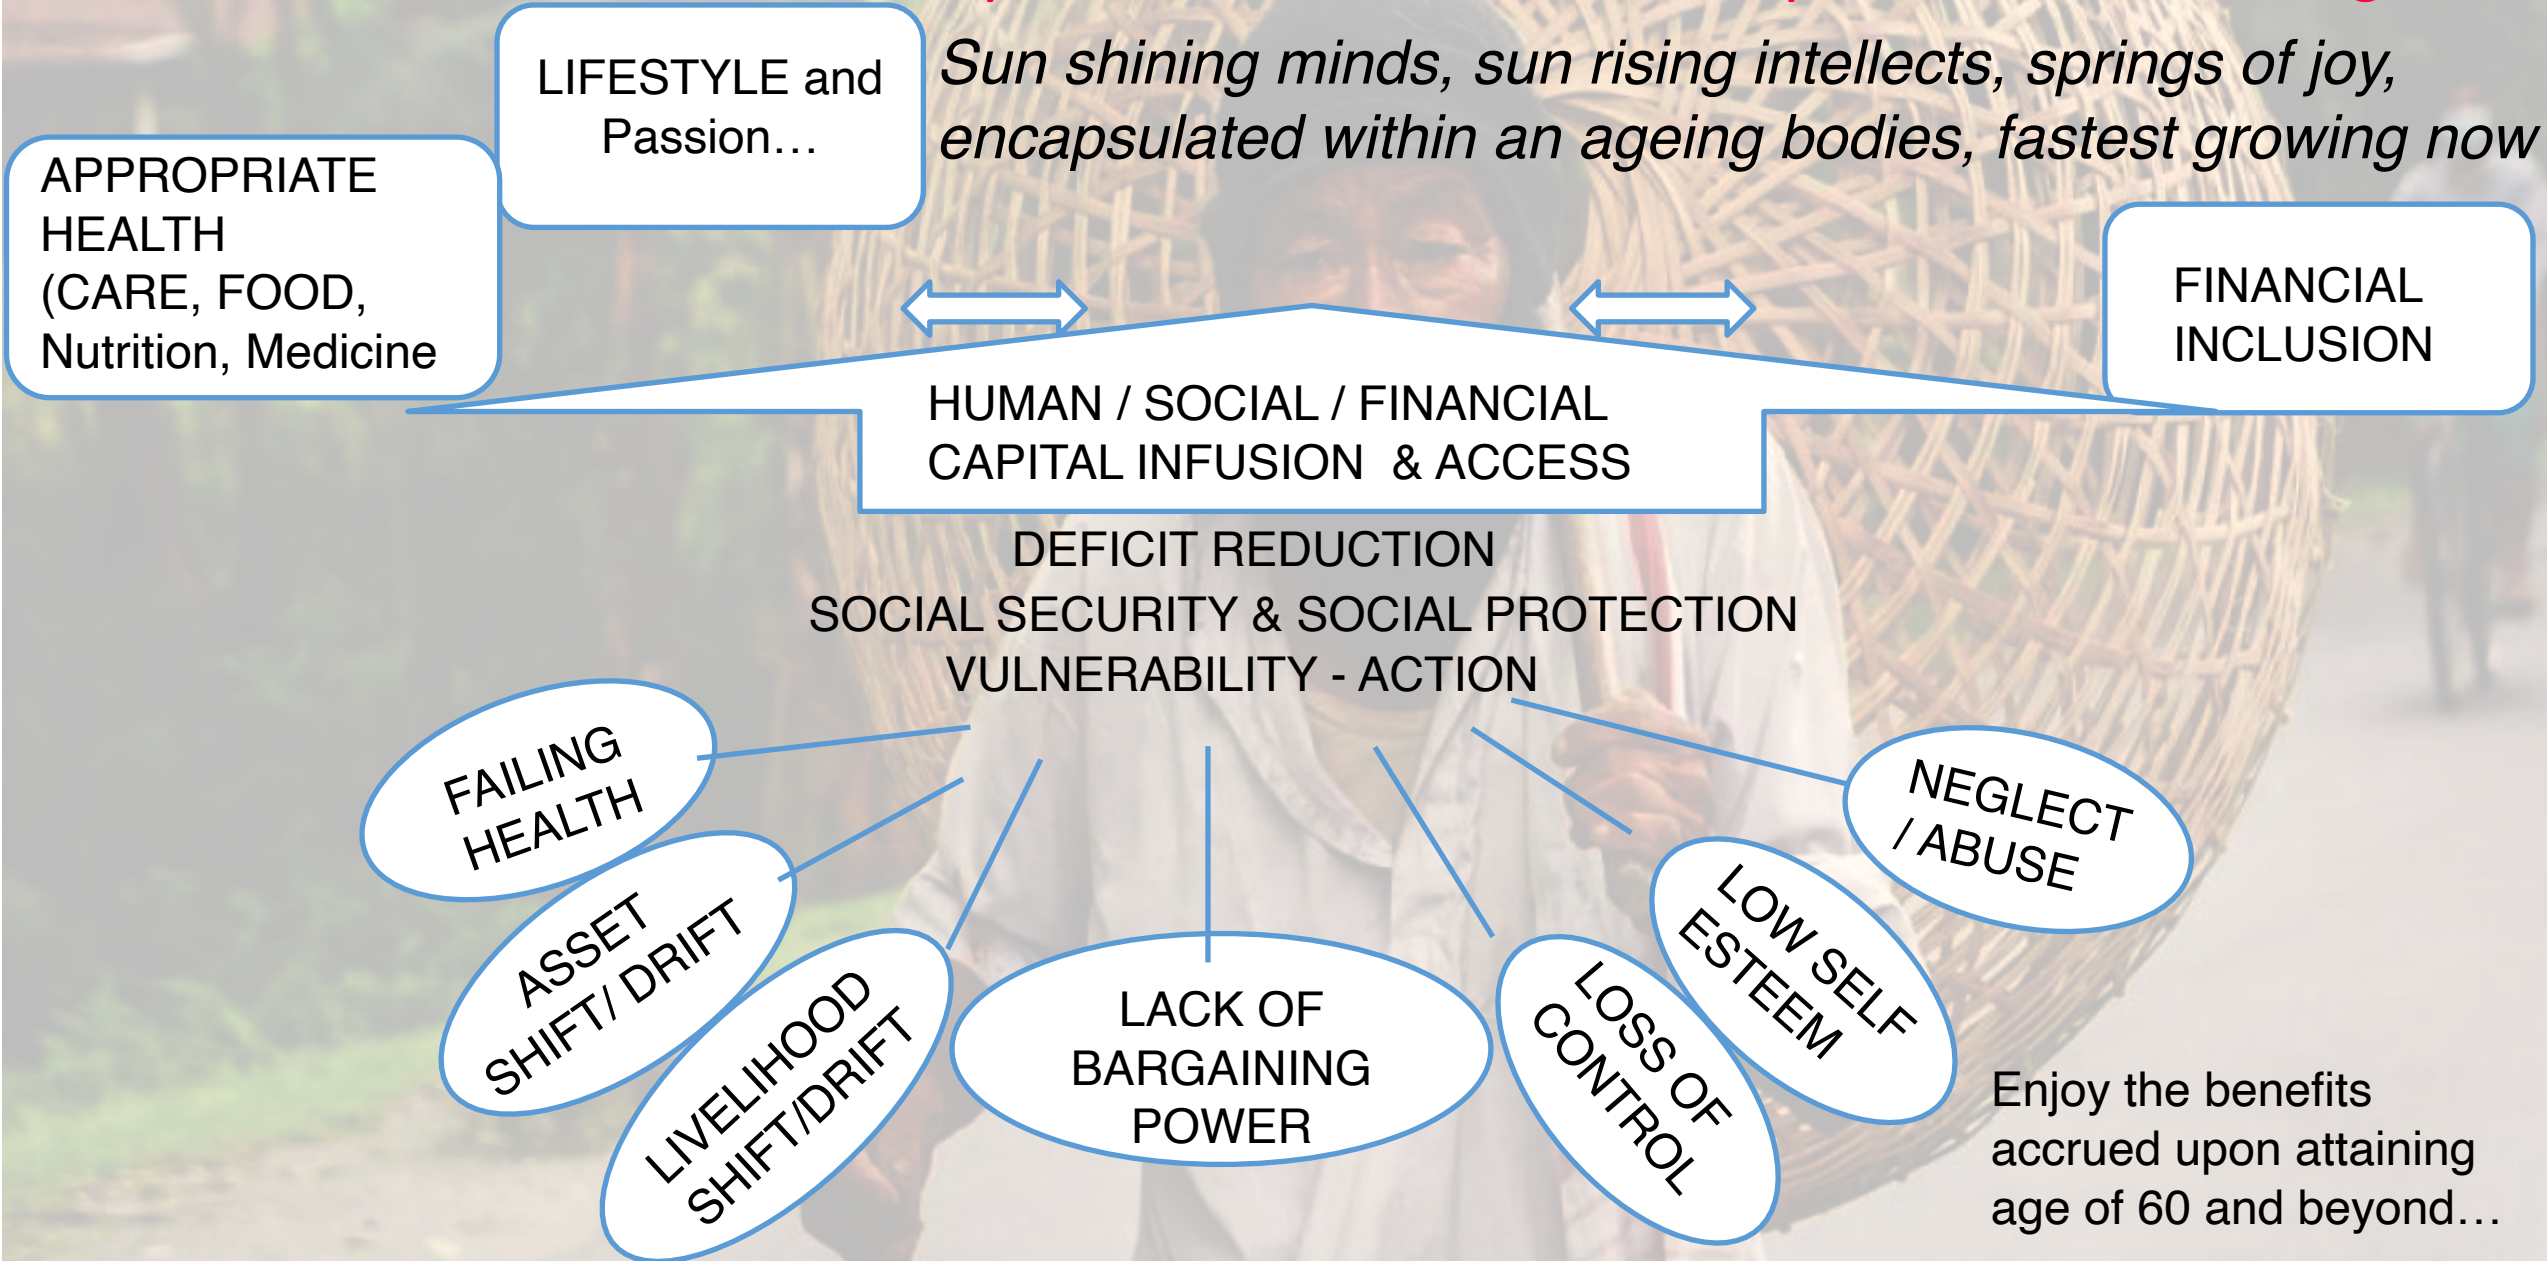 LIFESTYLE and
Passion…
Sun shining minds, sun rising intellects, springs of joy,
encapsulated within an ageing bodies, fastest growing now
APPROPRIATE
HEALTH
(CARE, FOOD,
Nutrition, Medicine
FINANCIAL
INCLUSION
HUMAN / SOCIAL / FINANCIAL
CAPITAL INFUSION & ACCESS
DEFICIT REDUCTION
SOCIAL SECURITY & SOCIAL PROTECTION
VULNERABILITY - ACTION
FAILING
HEALTH
ASSET
SHIFT/ DRIFT
LIVELIHOOD
SHIFT/DRIFT
LACK OF
BARGAINING
POWER
LOSS OF
CONTROL
LOW SELF
ESTEEM
NEGLECT
/ ABUSE
Enjoy the benefits
accrued upon attaining
age of 60 and beyond…